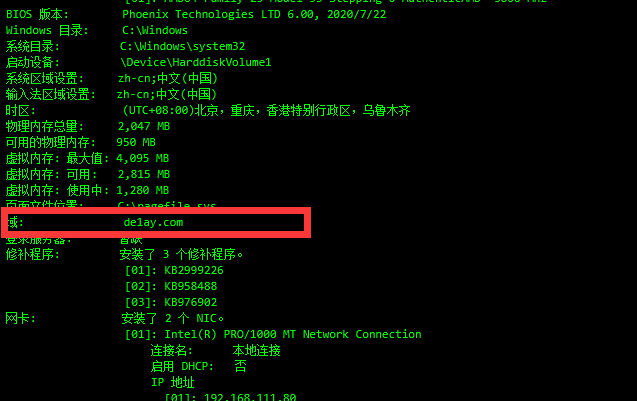 BIOS 版本: Phoenix Technologies LTD 6.00, 2020/7/22
Windows 目录: C:\Windows
系统目录: C:\Windows\system32
启动设备: \Device\HarddiskVolume1
系统区域设置: zh-cn;中文(中国)
输入法区域设置: zh-cn;中文(中国)
时区: (UTC+08:00)北京，重庆，香港特别行政区，乌鲁木齐
物理内存总量: 2,047 MB
可用的物理内存: 950 MB
虚拟内存: 最大值: 4,095 MB
虚拟内存: 可用: 2,815 MB
虚拟内存: 使用中: 1,280 MB
页面文件位置: C:\pagefile.sys
域: de1ay.com
登录服务器: 暂缺
修补程序: 安装了 3 个修补程序。
[01]: KB2999226
[02]: KB958488
[03]: KB976902
网卡: 安装了 2 个 NIC。
[01]: Intel(R) PRO/1000 MT Network Connection
连接名: 本地连接
启用 DHCP: 否
IP 地址
[01]: 192.168.111.80